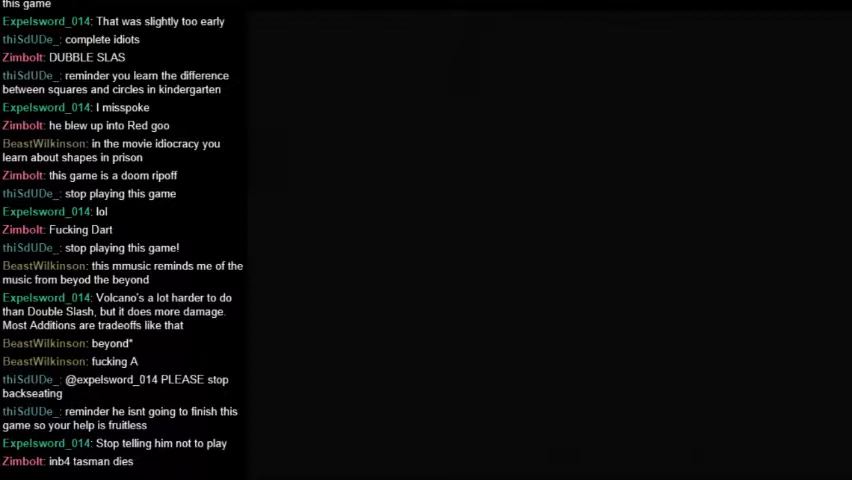 this game
Expelsword_014: That was slightly too early
thiSdUDe_: complete idiots
Zimbolt: DUBBLE SLAS
thiSdUDe_: reminder you learn the difference
between squares and circles in kindergarten
Expelsword_014: I misspoke
Zimbolt: he blew up into Red goo
BeastWilkinson: in the movie idiocracy you
learn about shapes in prison
Zimbolt: this game is a doom ripoff
thiSdUDe_: stop playing this game
Expelsword_014: lol
Zimbolt: Fucking Dart
thiSdUDe_: stop playing this game!
BeastWilkinson: this mmusic reminds me of the
music from beyod the beyond
Expelsword_014: Volcano's a lot harder to do
than Double Slash, but it does more damage.
Most Additions are tradeoffs like that
BeastWilkinson: beyond*
BeastWilkinson: fucking A
thiSdUDe_: @expelsword_014 PLEASE stop
backseating
thiSdUDe_: reminder he isnt going to finish this
game so your help is fruitless
Expelsword_014: Stop telling him not to play
Zimbolt: inb4 tasman dies